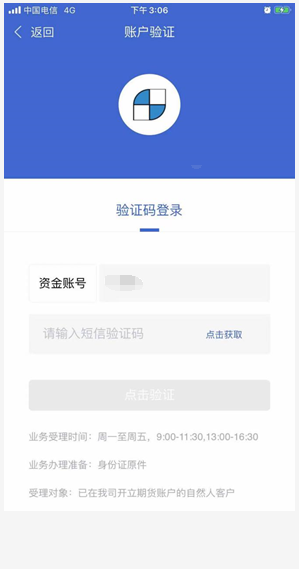 中国电信 4G 下午3:06
返回 账户验证
验证码登录
资金账号
请输入短信验证码 点击获取
点击验证
业务受理时间：周一至周五，9:00-11:30,13:00-16:30
业务办理准备：身份证原件
受理对象：已在我司开立期货账户的自然人客户